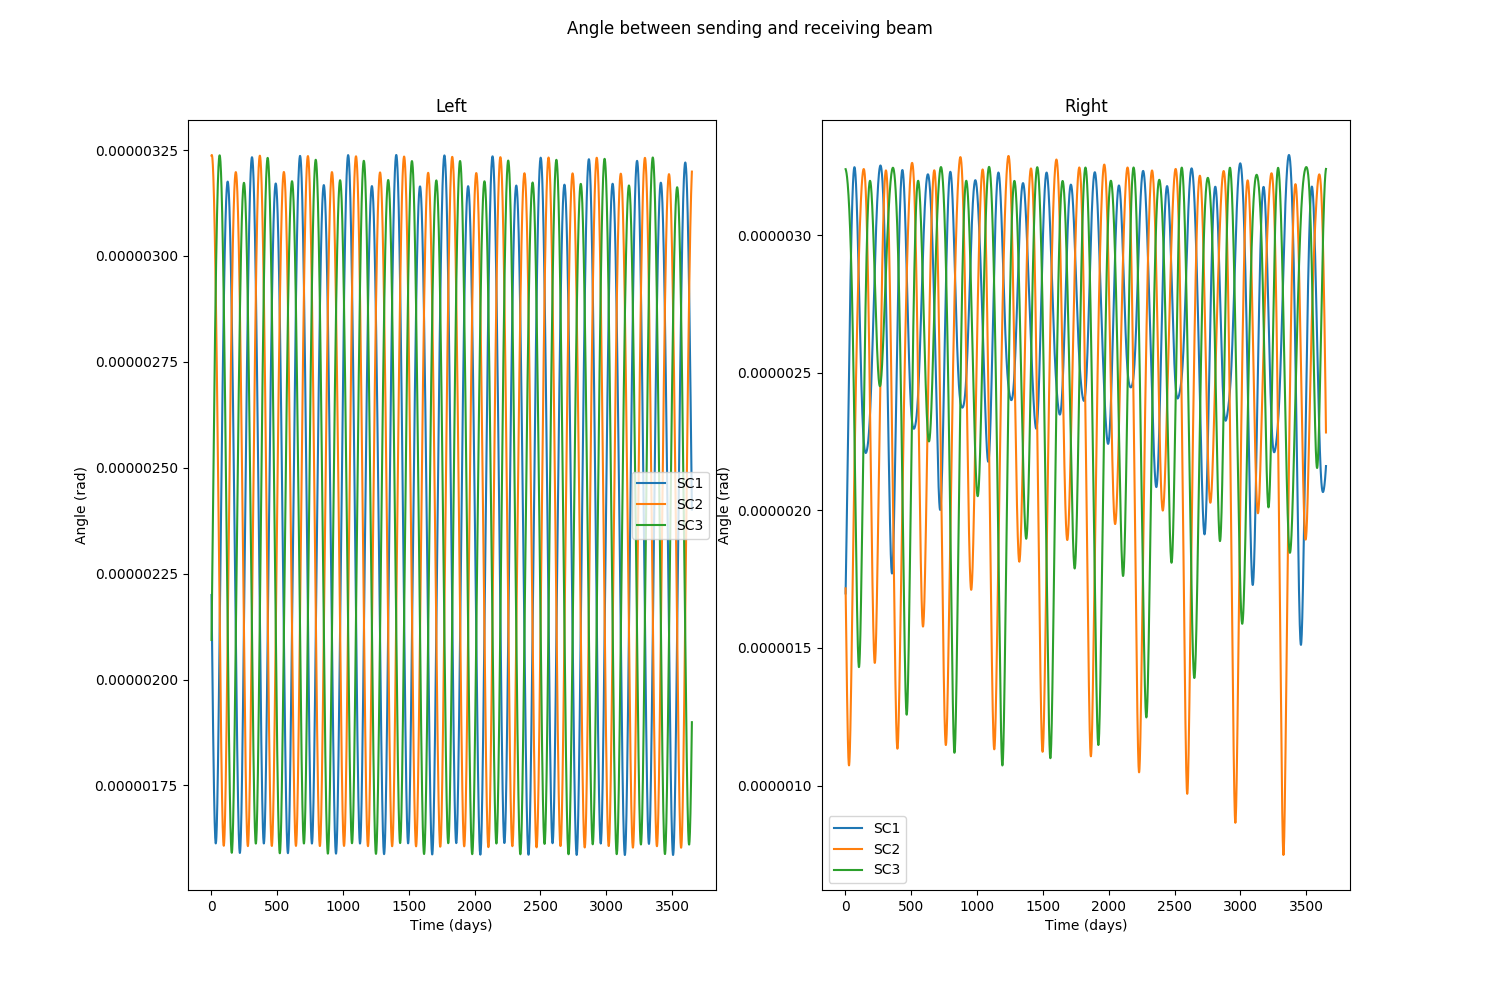 Angle between sending and receiving beam
Left
0.00000325
0.00000300
0.00000275
0.00000250
0.00000225
0.00000200
0.00000175
Angle (rad)
0 500 1000 1500 2000 2500 3000 3500
Time (days)
SC1
SC2
SC3
Right
0.0000030
0.0000025
0.0000020
0.0000015
0.0000010
Angle (rad)
0 500 1000 1500 2000 2500 3000 3500
Time (days)
SC1
SC2
SC3